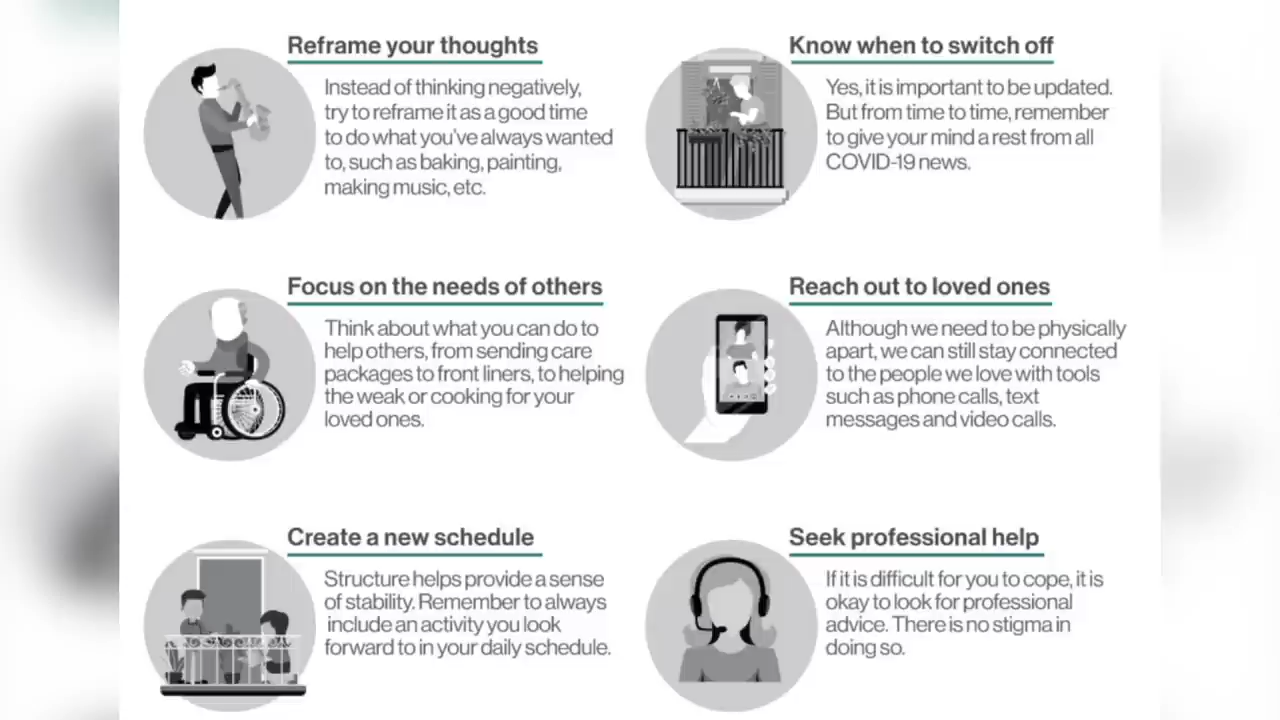 Reframe your thoughts
Instead of thinking negatively,
try to reframe it as a good time
to do what you've always wanted
to, such as baking, painting,
making music, etc.
Know when to switch off
Yes, it is important to be updated.
But from time to time, remember
to give your mind a rest from all
COVID-19 news.
Focus on the needs of others
Think about what you can do to
help others, from sending care
packages to front liners, to helping
the weak or cooking for your
loved ones.
Reach out to loved ones
Although we need to be physically
apart, we can still stay connected
to the people we love with tools
such as phone calls, text
messages and video calls.
Create a new schedule
Structure helps provide a sense
of stability. Remember to always
include an activity you look
forward to in your daily schedule.
Seek professional help
If it is difficult for you to cope, it is
okay to look for professional
advice. There is no stigma in
doing so.